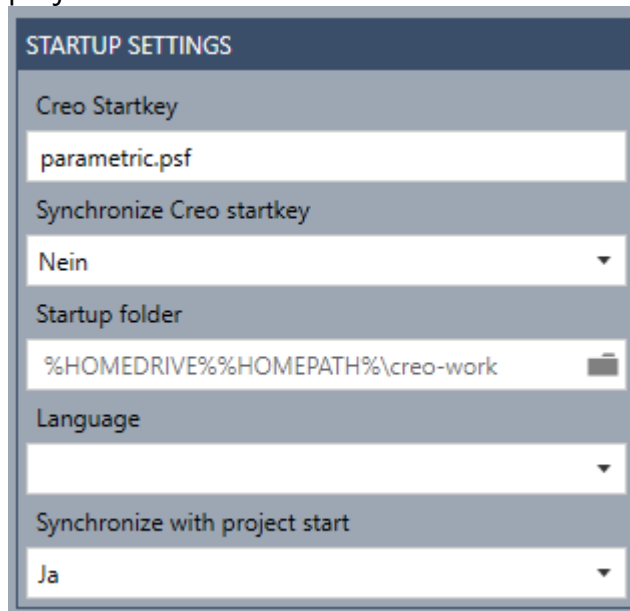 STARTUP SETTINGS
Creo Startkey
parametric.psf
Synchronize Creo startkey
Nein
Startup folder
%HOMEDRIVE%%HOMEPATH%\creo-work
Language
Synchronize with project start
Ja